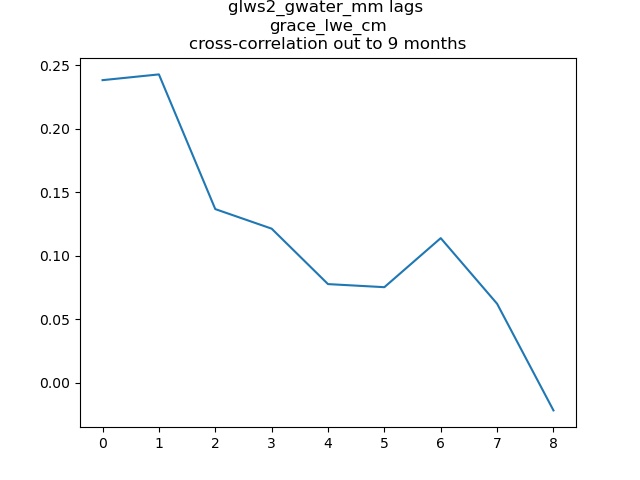 glws2_gwater_mm lags
grace_lwe_cm
cross-correlation out to 9 months
0.25
0.20
0.15
0.10
0.05
0.00
0 1 2 3 4 5 6 7 8